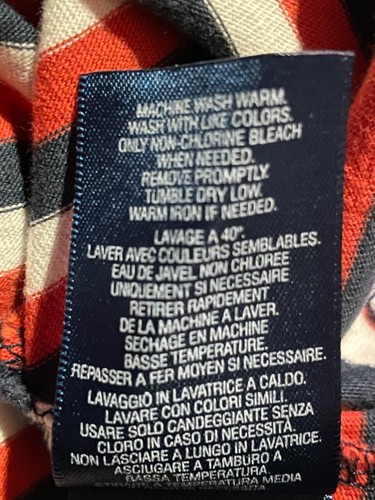 MACHINE WASH WARM.
WASH WITH LIKE COLORS.
ONLY NON-CHLORINE BLEACH
WHEN NEEDED.
REMOVE PROMPTLY.
TUMBLE DRY LOW.
WARM IRON IF NEEDED.
LAVAGE A 40°.
LAVER AVEC COULEURS SEMBLABLES.
EAU DE JAVEL NON CHLOREE
UNIQUEMENT SI NECESSAIRE
RETIRER RAPIDEMENT
DE LA MACHINE A LAVER.
SECHAGE EN MACHINE
BASSE TEMPERATURE.
REPASSER A FER MOYEN SI NECESSAIRE.
LAVAGGIO IN LAVATRICE A CALDO.
LAVARE CON COLORI SIMILI.
USARE SOLO CANDEGGIANTE SENZA
CLORO IN CASO DI NECESSITÀ.
NON LASCIARE A LUNGO IN LAVATRICE.
ASCIUGARE A TAMBURO A
BASSA TEMPERATURA.
A TEMPERATURA MEDIA